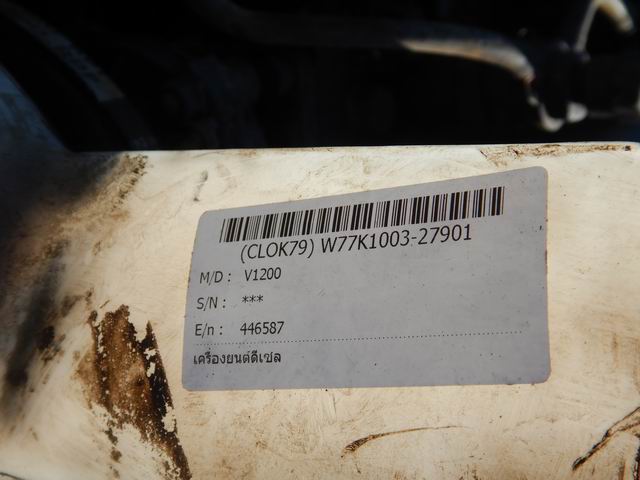 (CLOK79) W77K1003-27901
M/D : V1200
S/N : ***
E/n : 446587
เครื่องยนต์ดีเซล